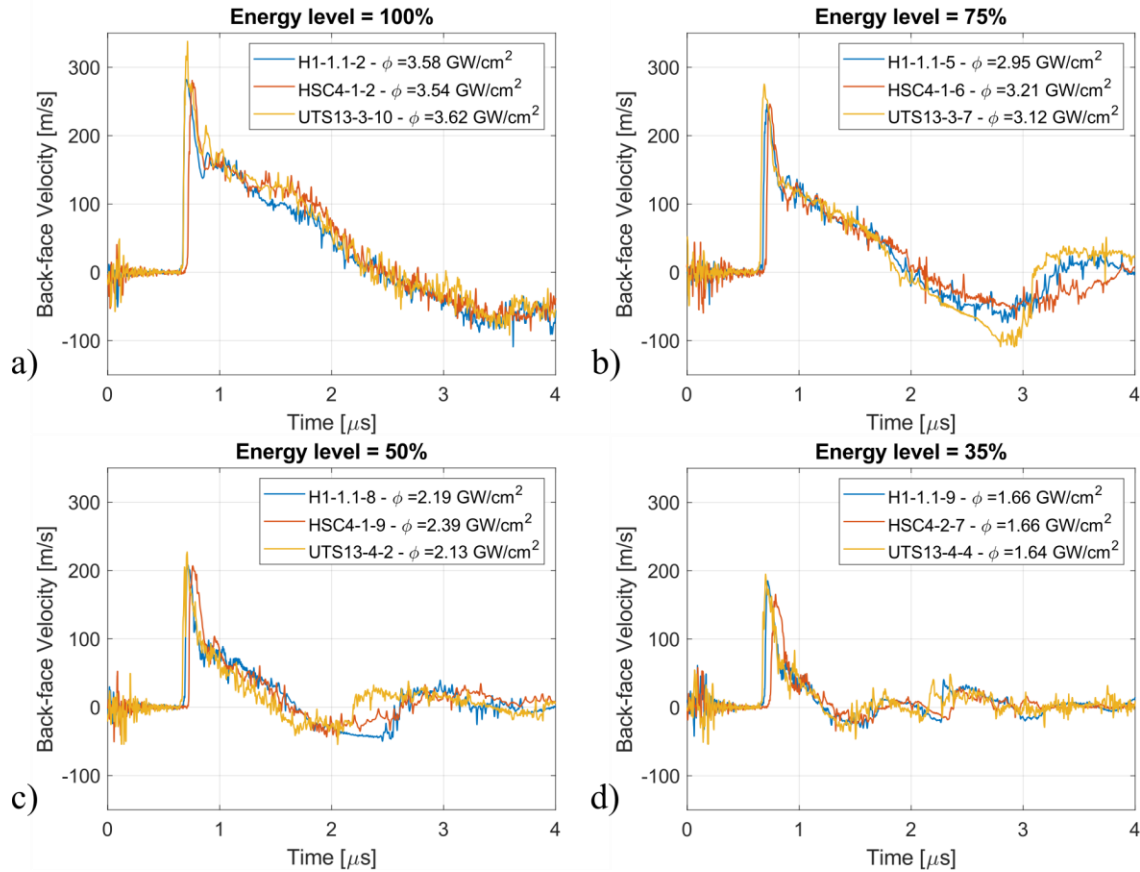 Energy level = 100%
H1-1.1-2 - ϕ =3.58 GW/cm²
HSC4-1-2 - ϕ =3.54 GW/cm²
UTS13-3-10 - ϕ =3.62 GW/cm²
Back-face Velocity [m/s]
300
200
100
0
-100
0 1 2 3 4
Time [μs]
a)
Energy level = 75%
H1-1.1-5 - ϕ =2.95 GW/cm²
HSC4-1-6 - ϕ =3.21 GW/cm²
UTS13-3-7 - ϕ =3.12 GW/cm²
Back-face Velocity [m/s]
300
200
100
0
-100
0 1 2 3 4
Time [μs]
b)
Energy level = 50%
H1-1.1-8 - ϕ =2.19 GW/cm²
HSC4-1-9 - ϕ =2.39 GW/cm²
UTS13-4-2 - ϕ =2.13 GW/cm²
Back-face Velocity [m/s]
300
200
100
0
-100
0 1 2 3 4
Time [μs]
c)
Energy level = 35%
H1-1.1-9 - ϕ =1.66 GW/cm²
HSC4-2-7 - ϕ =1.66 GW/cm²
UTS13-4-4 - ϕ =1.64 GW/cm²
Back-face Velocity [m/s]
300
200
100
0
-100
0 1 2 3 4
Time [μs]
d)